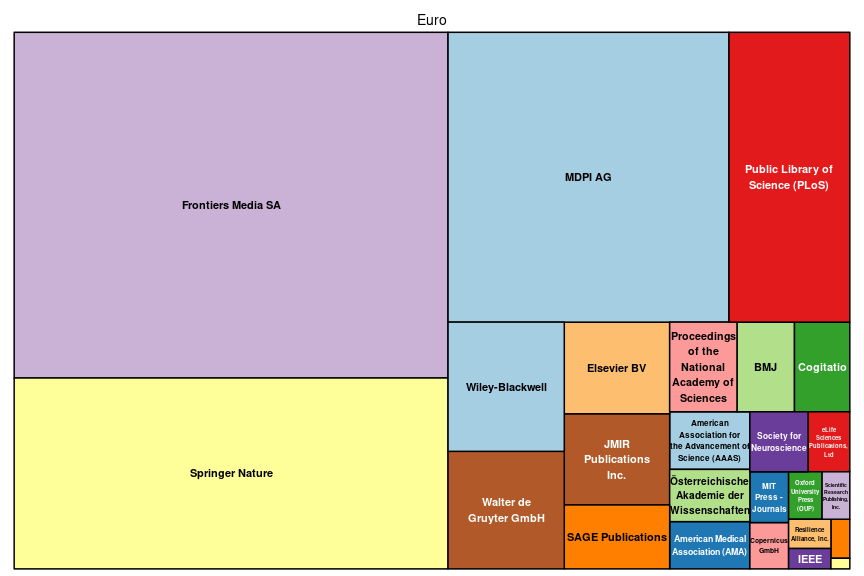 Euro
Frontiers Media SA
MDPI AG
Public Library of
Science (PLoS)
Springer Nature
Wiley-Blackwell
Elsevier BV
Proceedings
of the
National
Academy of
Sciences
BMJ
Cogitatio
JMIR
Publications
Inc.
Walter de
Gruyter GmbH
SAGE Publications
American
Association for
the Advancement of
Science (AAAS)
Society for
Neuroscience
eLife
Sciences
Publications,
Ltd
Österreichische
Akademie der
Wissenschaften
MIT
Press -
Journals
Oxford
University
Press
(OUP)
Scientific
Research
Publishing,
Inc.
American Medical
Association (AMA)
Copernicus
GmbH
Resilience
Alliance, Inc.
IEEE